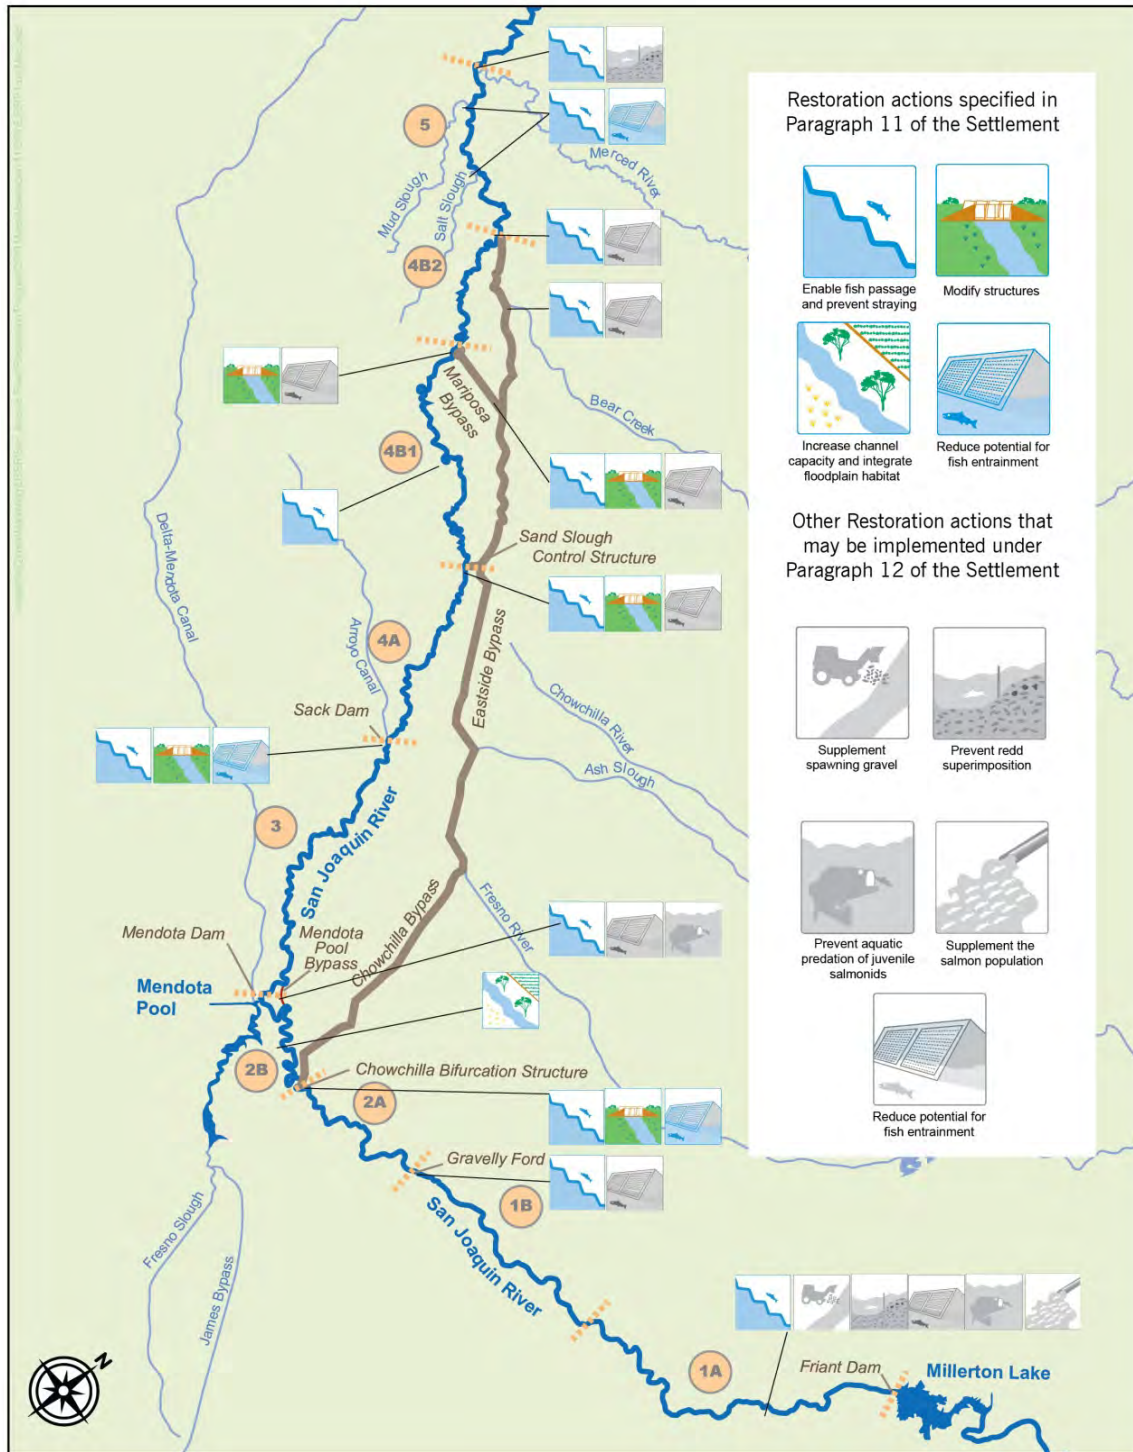 Restoration actions specified in
Paragraph 11 of the Settlement
Enable fish passage
and prevent straying
Modify structures
Increase channel
capacity and integrate
floodplain habitat
Reduce potential for
fish entrainment
Other Restoration actions that
may be implemented under
Paragraph 12 of the Settlement
Supplement
spawning gravel
Prevent redd
superimposition
Prevent aquatic
predation of juvenile
salmonids
Supplement the
salmon population
Reduce potential for
fish entrainment
5
Merced River
Mud Slough
Salt Slough
4B2
Mariposa
Bypass
Bear Creek
4B1
Delta-Mendota Canal
Sand Slough
Control Structure
4A
Arroyo Canal
Eastside Bypass
Sack Dam
Chowchilla River
Ash Slough
3
San Joaquin River
Fresno River
Chowchilla Bypass
Mendota Dam
Mendota
Pool
Bypass
Mendota
Pool
2B
Chowchilla Bifurcation Structure
2A
Gravelly Ford
1B
San Joaquin River
Fresno Slough
James Bypass
1A
Friant Dam
Millerton Lake
N